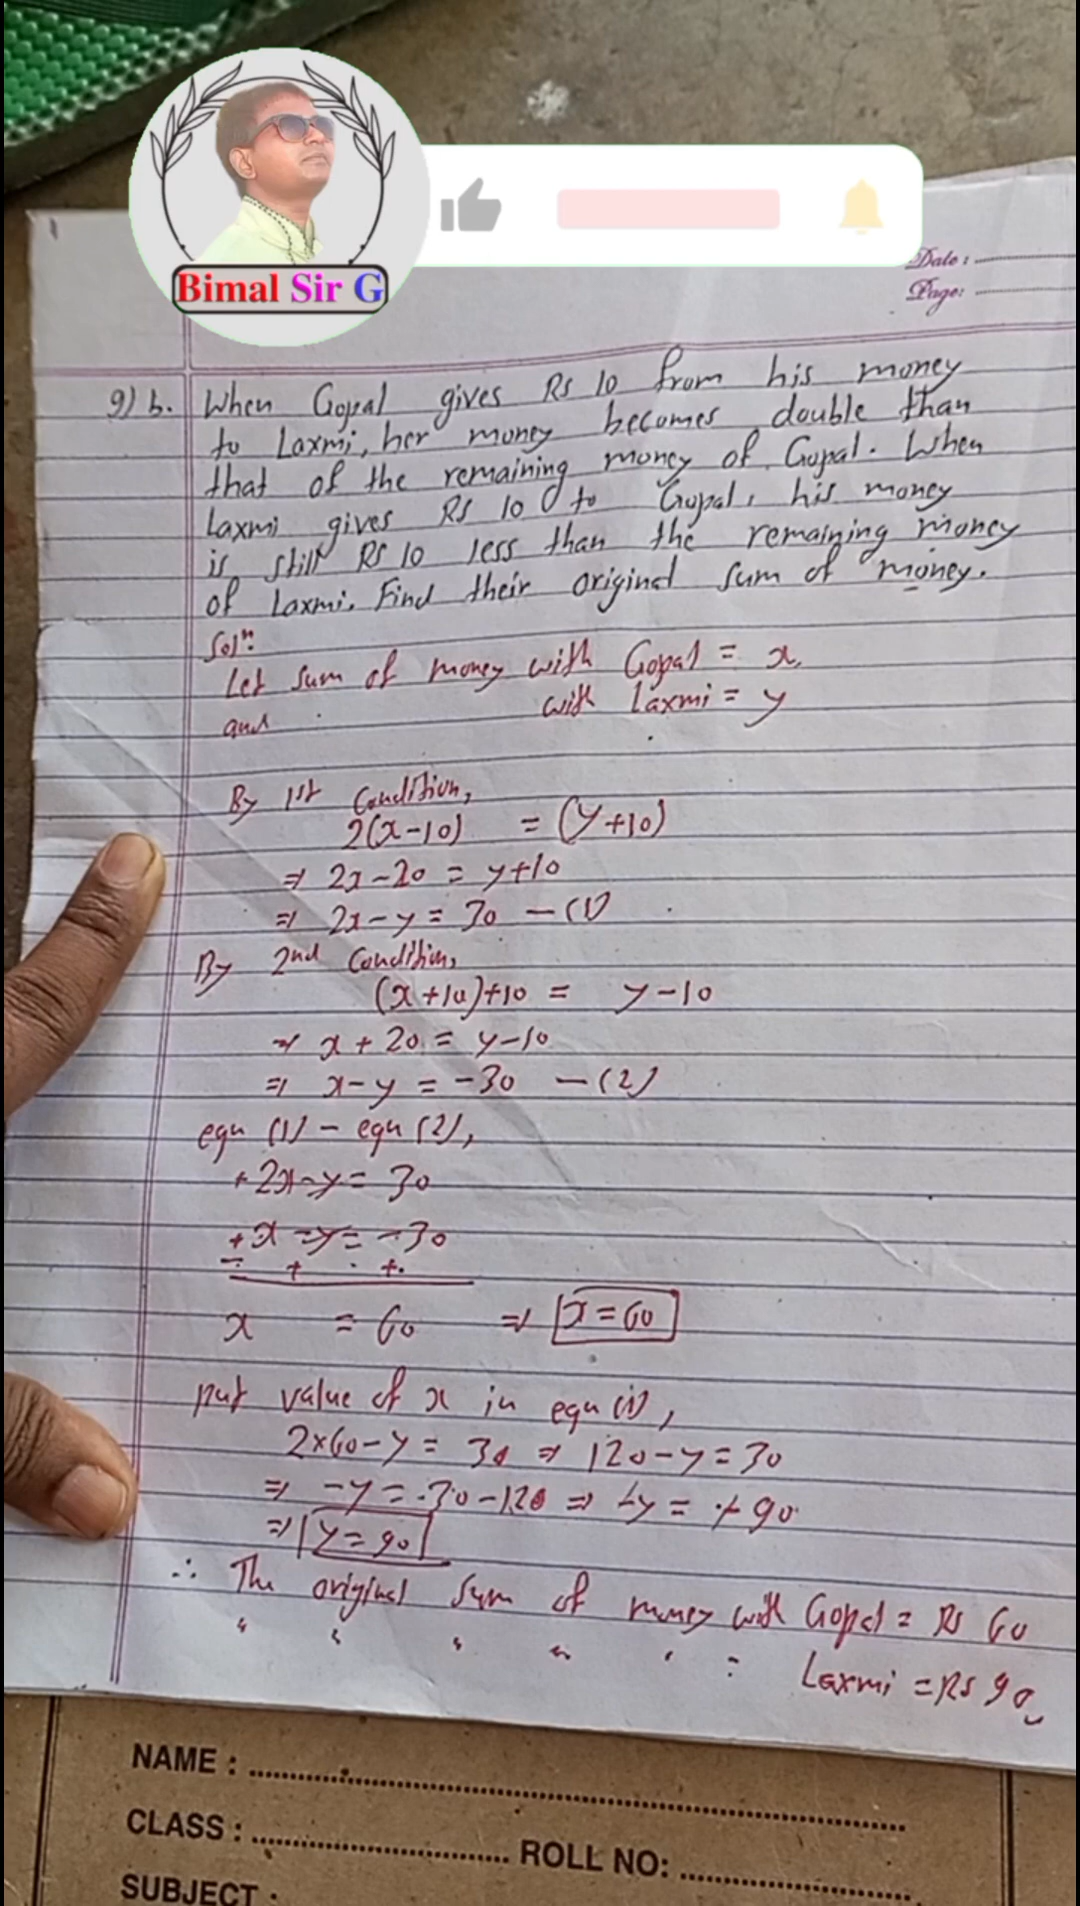 Bimal Sir G
Date :
Page:
9) b. When Gopal gives Rs 10 from his money
to Laxmi, her money becomes double than
that of the remaining money of Gopal. When
Laxmi gives Rs 10 to Gopal, his money
is still Rs 10 less than the remaining money
of Laxmi. Find their original sum of money.
Solⁿ:
Let sum of money with Gopal = x,
and with Laxmi = y
By 1st Condition,
2(x-10) = (y+10)
⇒ 2x-20 = y+10
⇒ 2x-y = 30 -(1)
By 2nd Condition,
(x+10)+10 = y-10
⇒ x+20 = y-10
⇒ x-y = -30 -(2)
equ (1) - equ (2),
+2x-y = 30
+x-y = -30
- + +
x = 60 ⇒ x=60
put value of x in equ (1),
2×60-y = 30 ⇒ 120-y = 30
⇒ -y = 30-120 ⇒ -y = -90
⇒ y = 90
∴ The original sum of money with Gopal = Rs 60
" " " " " : Laxmi = Rs 90
NAME :
CLASS : ROLL NO:
SUBJECT :